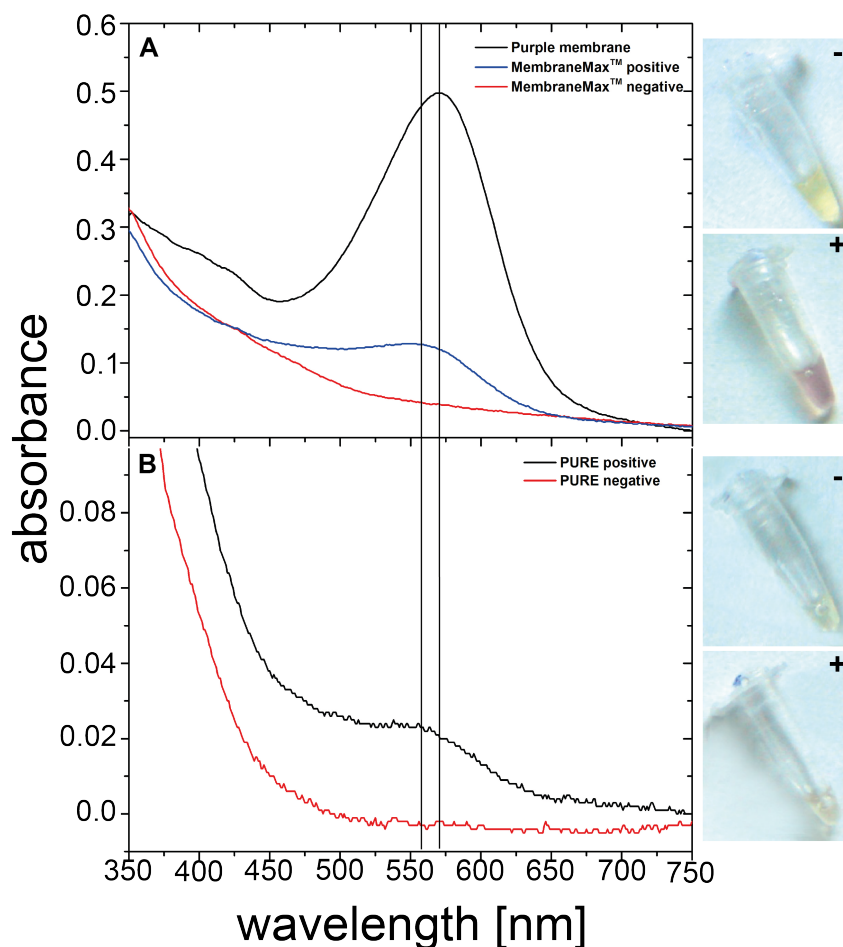 A
Purple membrane
MembraneMax™ positive
MembraneMax™ negative
0.6
0.5
0.4
0.3
0.2
0.1
0.0
-
+
absorbance
B
PURE positive
PURE negative
0.08
0.06
0.04
0.02
0.0
-
+
350 400 450 500 550 600 650 700 750
wavelength [nm]